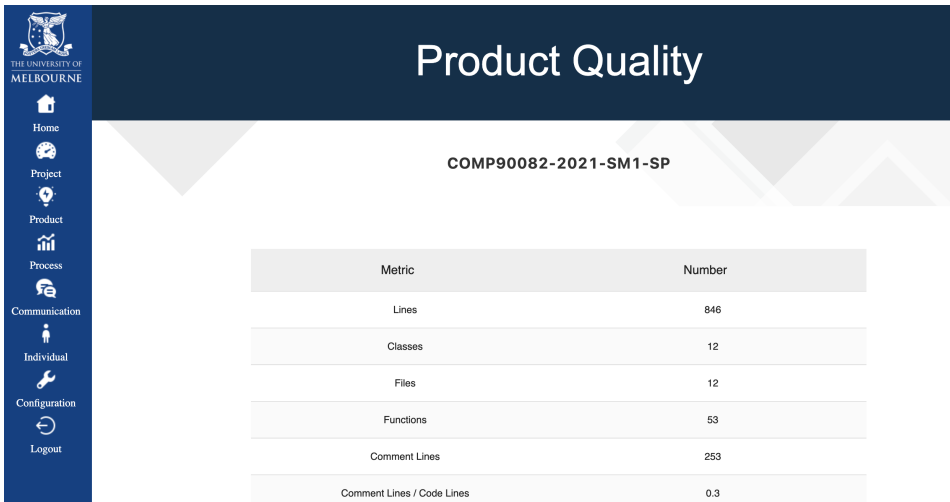 THE UNIVERSITY OF
MELBOURNE
Home
Project
Product
Process
Communication
Individual
Configuration
Logout
Product Quality
COMP90082-2021-SM1-SP
Metric Number
Lines 846
Classes 12
Files 12
Functions 53
Comment Lines 253
Comment Lines / Code Lines 0.3